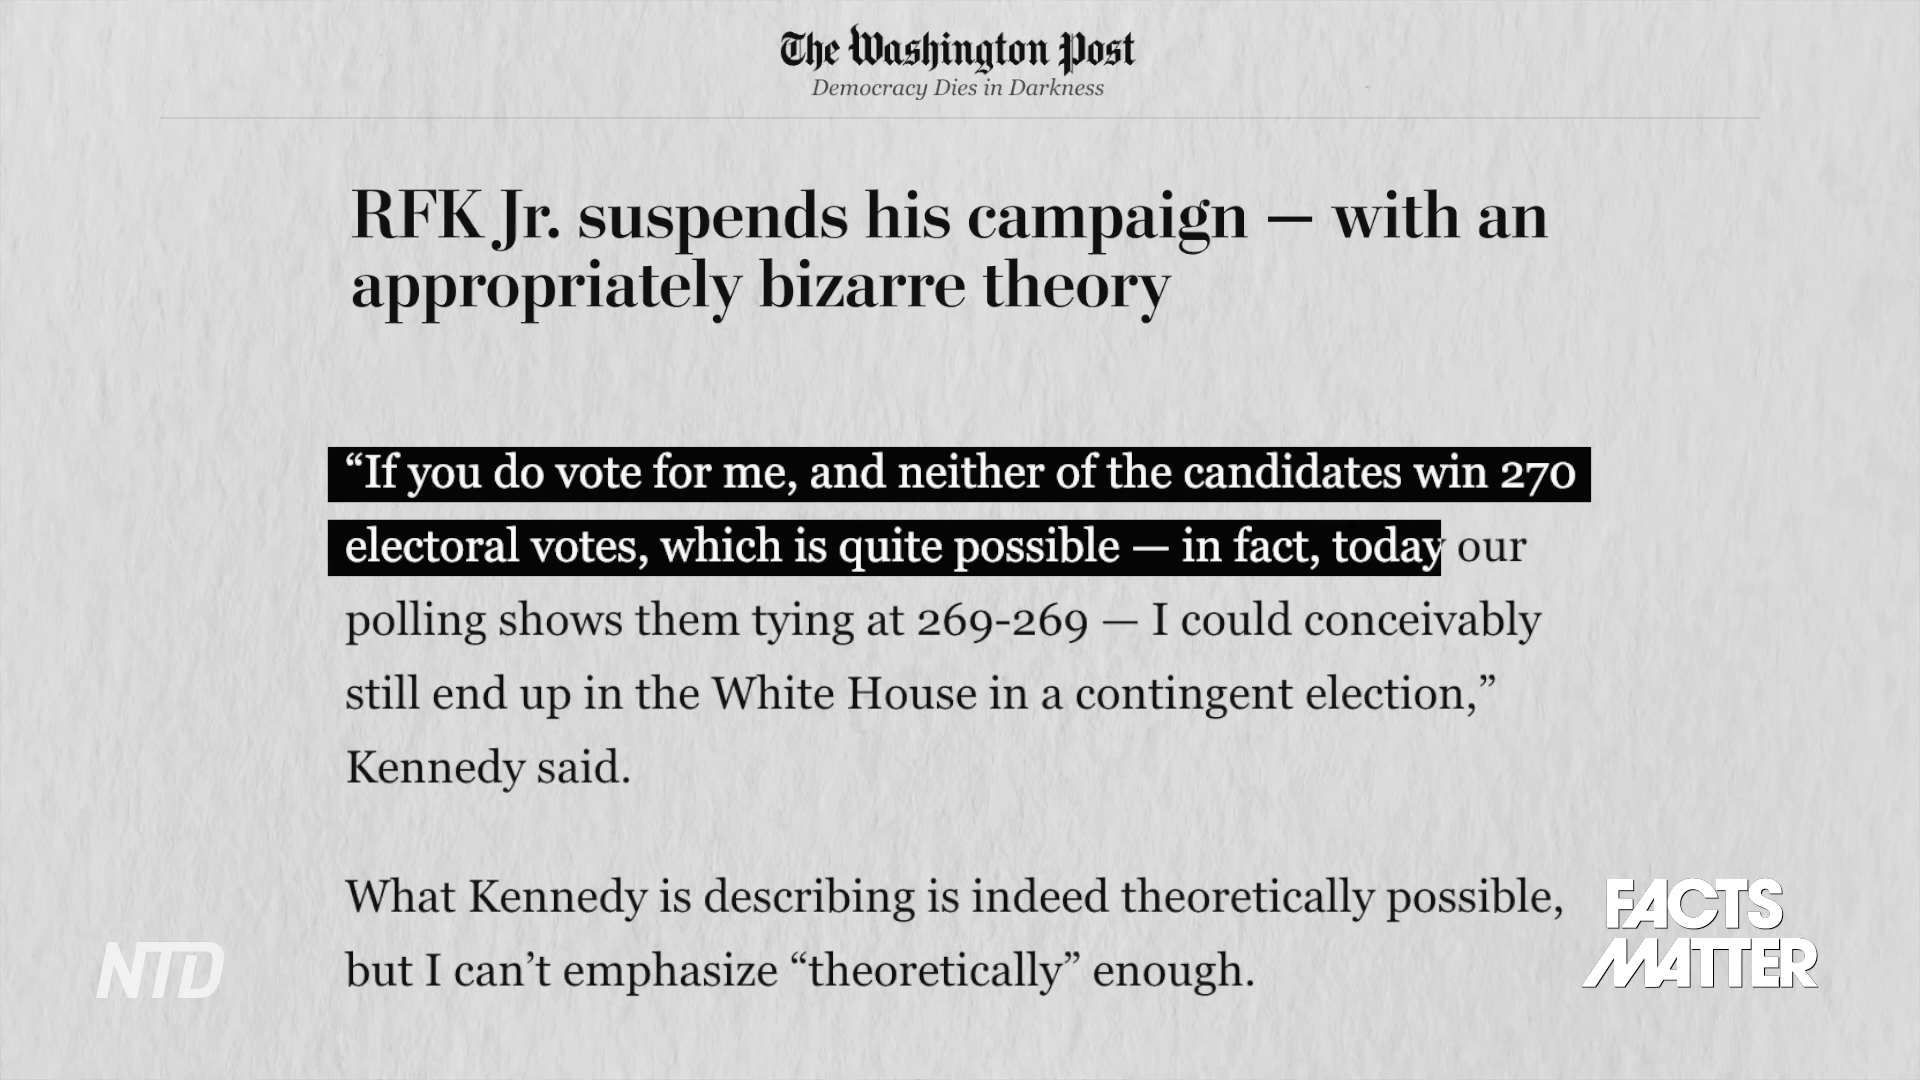 The Washington Post
Democracy Dies in Darkness
RFK Jr. suspends his campaign — with an
appropriately bizarre theory
“If you do vote for me, and neither of the candidates win 270
electoral votes, which is quite possible — in fact, today our
polling shows them tying at 269-269 — I could conceivably
still end up in the White House in a contingent election,”
Kennedy said.
What Kennedy is describing is indeed theoretically possible,
but I can’t emphasize “theoretically” enough.
NTD
FACTS
MATTER